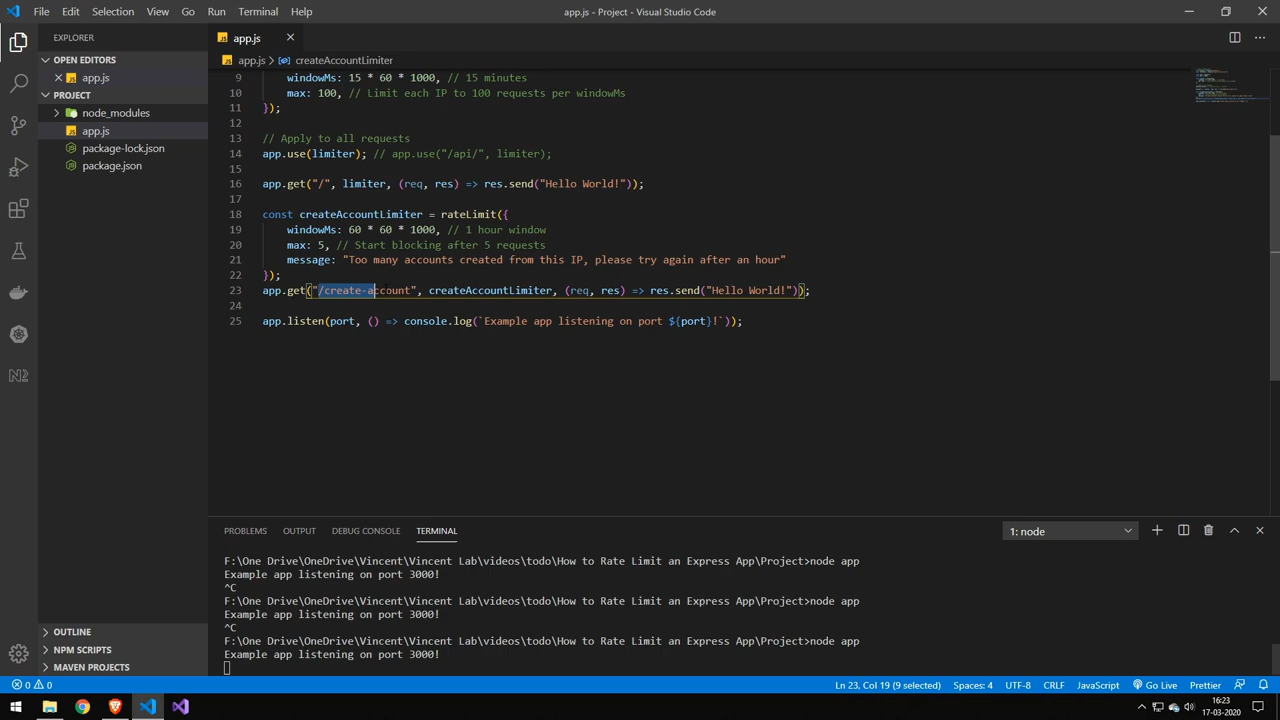 File Edit Selection View Go Run Terminal Help
app.js - Project - Visual Studio Code
EXPLORER
OPEN EDITORS
app.js
PROJECT
node_modules
app.js
package-lock.json
package.json
OUTLINE
NPM SCRIPTS
MAVEN PROJECTS
JS app.js
JS app.js > createAccountLimiter
9 windowMs: 15 * 60 * 1000, // 15 minutes
10 max: 100, // Limit each IP to 100 requests per windowMs
11 });
12
13 // Apply to all requests
14 app.use(limiter); // app.use("/api/", limiter);
15
16 app.get("/", limiter, (req, res) => res.send("Hello World!"));
17
18 const createAccountLimiter = rateLimit({
19 windowMs: 60 * 60 * 1000, // 1 hour window
20 max: 5, // Start blocking after 5 requests
21 message: "Too many accounts created from this IP, please try again after an hour"
22 });
23 app.get("/create-account", createAccountLimiter, (req, res) => res.send("Hello World!"));
24
25 app.listen(port, () => console.log(`Example app listening on port ${port}!`));
PROBLEMS OUTPUT DEBUG CONSOLE TERMINAL
1: node
F:\One Drive\OneDrive\Vincent\Vincent Lab\videos\todo\How to Rate Limit an Express App\Project>node app
Example app listening on port 3000!
^C
F:\One Drive\OneDrive\Vincent\Vincent Lab\videos\todo\How to Rate Limit an Express App\Project>node app
Example app listening on port 3000!
^C
F:\One Drive\OneDrive\Vincent\Vincent Lab\videos\todo\How to Rate Limit an Express App\Project>node app
Example app listening on port 3000!
0 0 Ln 23, Col 19 (9 selected) Spaces: 4 UTF-8 CRLF JavaScript Go Live Prettier
16:23
17-03-2020